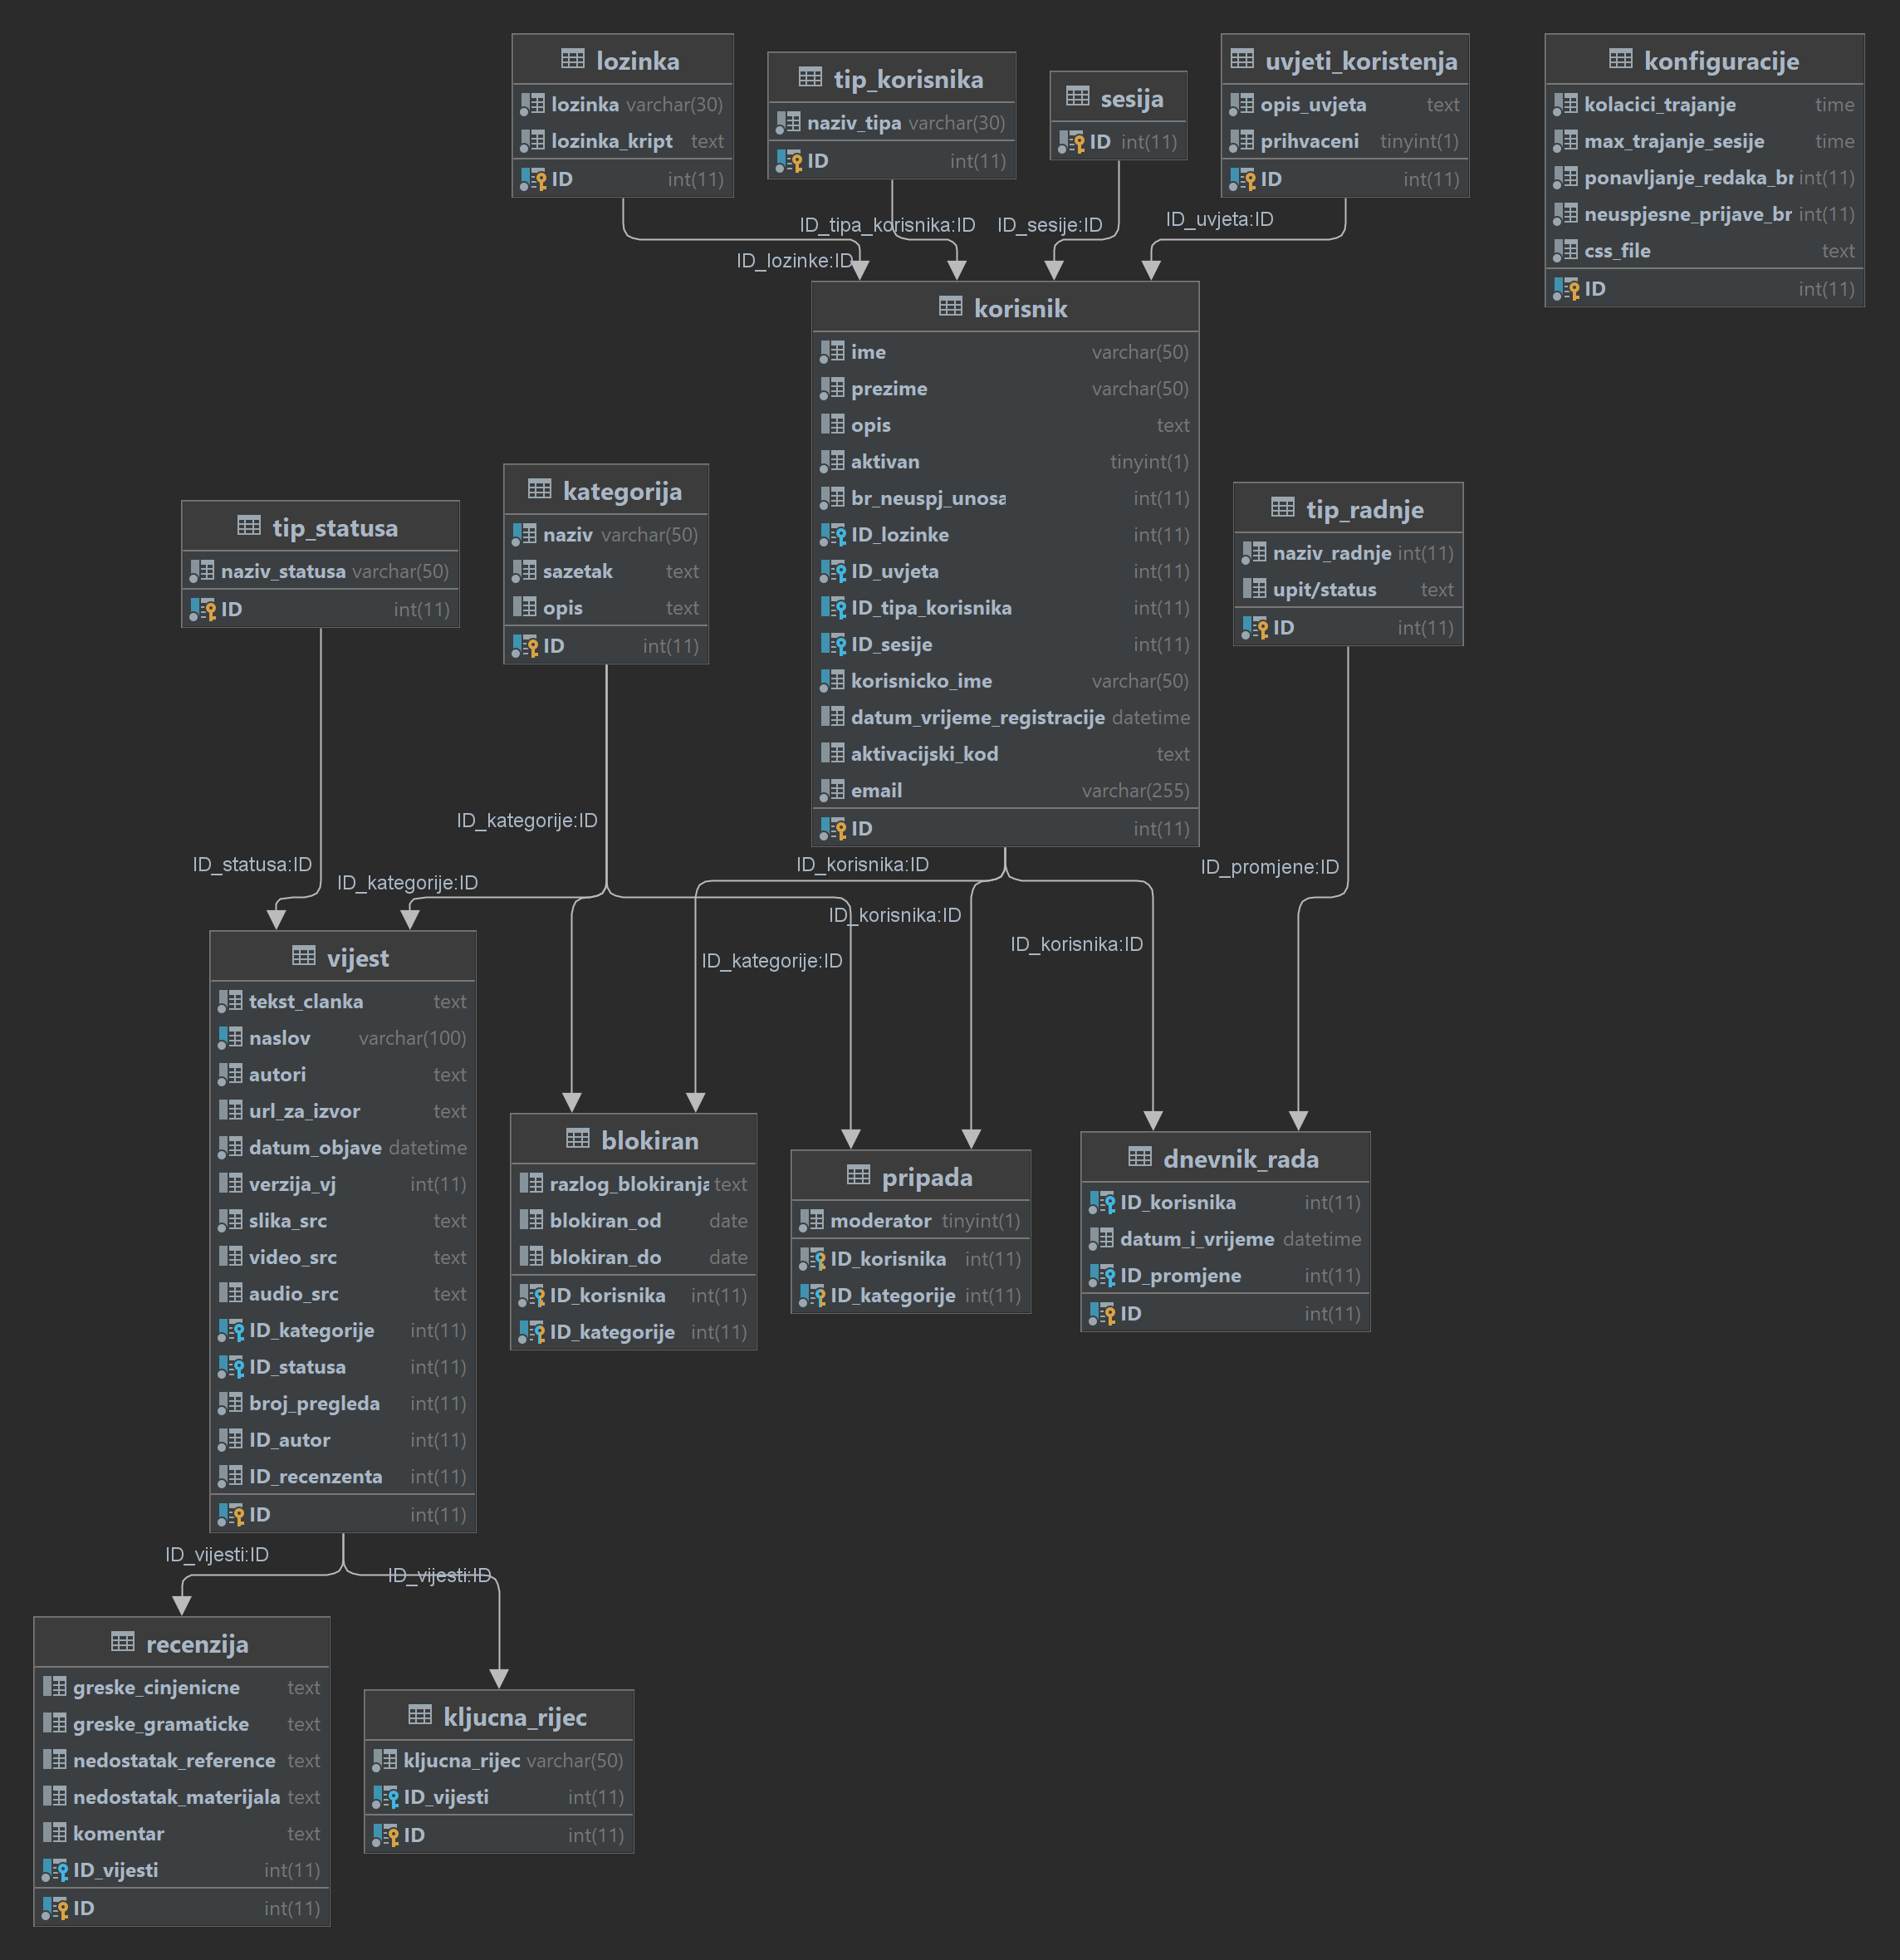 lozinka
lozinka varchar(30)
lozinka_kript text
ID int(11)
tip_korisnika
naziv_tipa varchar(30)
ID int(11)
sesija
ID int(11)
uvjeti_koristenja
opis_uvjeta text
prihvaceni tinyint(1)
ID int(11)
konfiguracije
kolacici_trajanje time
max_trajanje_sesije time
ponavljanje_redaka_br int(11)
neuspjesne_prijave_br int(11)
css_file text
ID int(11)
ID_lozinke:ID
ID_tipa_korisnika:ID
ID_sesije:ID
ID_uvjeta:ID
korisnik
ime varchar(50)
prezime varchar(50)
opis text
aktivan tinyint(1)
br_neuspj_unosa int(11)
ID_lozinke int(11)
ID_uvjeta int(11)
ID_tipa_korisnika int(11)
ID_sesije int(11)
korisnicko_ime varchar(50)
datum_vrijeme_registracije datetime
aktivacijski_kod text
email varchar(255)
ID int(11)
tip_statusa
naziv_statusa varchar(50)
ID int(11)
kategorija
naziv varchar(50)
sazetak text
opis text
ID int(11)
tip_radnje
naziv_radnje int(11)
upit/status text
ID int(11)
ID_statusa:ID
ID_kategorije:ID
ID_kategorije:ID
ID_kategorije:ID
ID_korisnika:ID
ID_korisnika:ID
ID_korisnika:ID
ID_promjene:ID
vijest
tekst_clanka text
naslov varchar(100)
autori text
url_za_izvor text
datum_objave datetime
verzija_vj int(11)
slika_src text
video_src text
audio_src text
ID_kategorije int(11)
ID_statusa int(11)
broj_pregleda int(11)
ID_autor int(11)
ID_recenzenta int(11)
ID int(11)
blokiran
razlog_blokiranja text
blokiran_od date
blokiran_do date
ID_korisnika int(11)
ID_kategorije int(11)
pripada
moderator tinyint(1)
ID_korisnika int(11)
ID_kategorije int(11)
dnevnik_rada
ID_korisnika int(11)
datum_i_vrijeme datetime
ID_promjene int(11)
ID int(11)
ID_vijesti:ID
ID_vijesti:ID
recenzija
greske_cinjenicne text
greske_gramaticke text
nedostatak_reference text
nedostatak_materijala text
komentar text
ID_vijesti int(11)
ID int(11)
kljucna_rijec
kljucna_rijec varchar(50)
ID_vijesti int(11)
ID int(11)